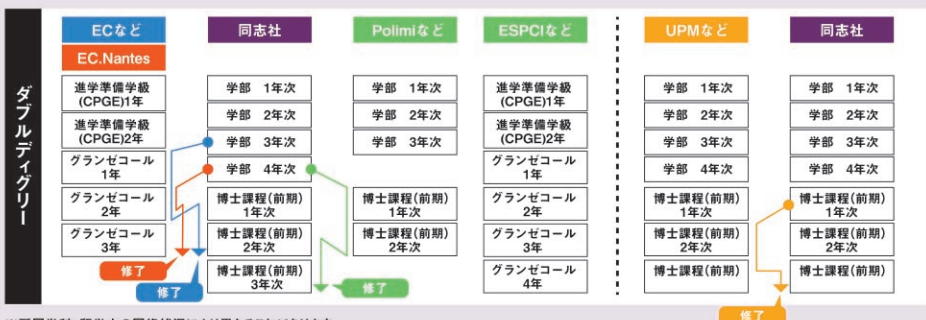 ダブルディグリー
ECなど
EC.Nantes
進学準備学級
(CPGE)1年
進学準備学級
(CPGE)2年
グランゼコール
1年
グランゼコール
2年
グランゼコール
3年
同志社
学部 1年次
学部 2年次
学部 3年次
学部 4年次
博士課程(前期)
1年次
博士課程(前期)
2年次
博士課程(前期)
3年次
修了
修了
修了
Polimiなど
学部 1年次
学部 2年次
学部 3年次
博士課程(前期)
1年次
博士課程(前期)
2年次
ESPCIなど
進学準備学級
(CPGE)1年
進学準備学級
(CPGE)2年
グランゼコール
1年
グランゼコール
2年
グランゼコール
3年
グランゼコール
4年
UPMなど
学部 1年次
学部 2年次
学部 3年次
学部 4年次
博士課程(前期)
1年次
博士課程(前期)
2年次
博士課程(前期)
同志社
学部 1年次
学部 2年次
学部 3年次
学部 4年次
博士課程(前期)
1年次
博士課程(前期)
2年次
博士課程(前期)
修了